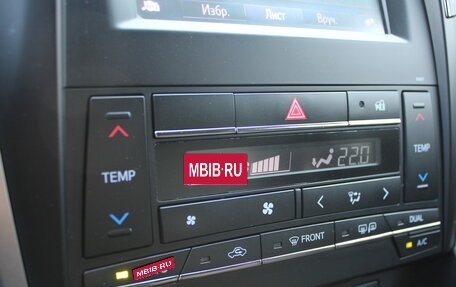 Избр. Лист Вруч.
TEMP
MBIB·RU
22.0
TEMP
FRONT
DUAL
MBIB·RU
A/C